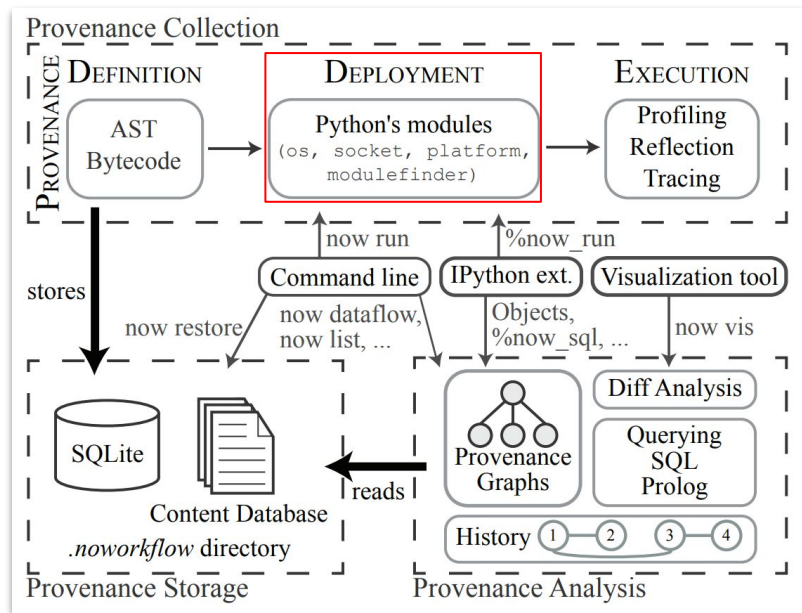 Provenance Collection
PROVENANCE
DEFINITION
AST
Bytecode
DEPLOYMENT
Python's modules
(os, socket, platform,
modulefinder)
EXECUTION
Profiling
Reflection
Tracing
stores
now run
%now_run
Command line
IPython ext.
Visualization tool
now restore
now dataflow,
now list, ...
Objects,
%now_sql, ...
now vis
SQLite
Content Database
.noworkflow directory
Provenance Storage
reads
Provenance
Graphs
Diff Analysis
Querying
SQL
Prolog
History 1 2 3 4
Provenance Analysis